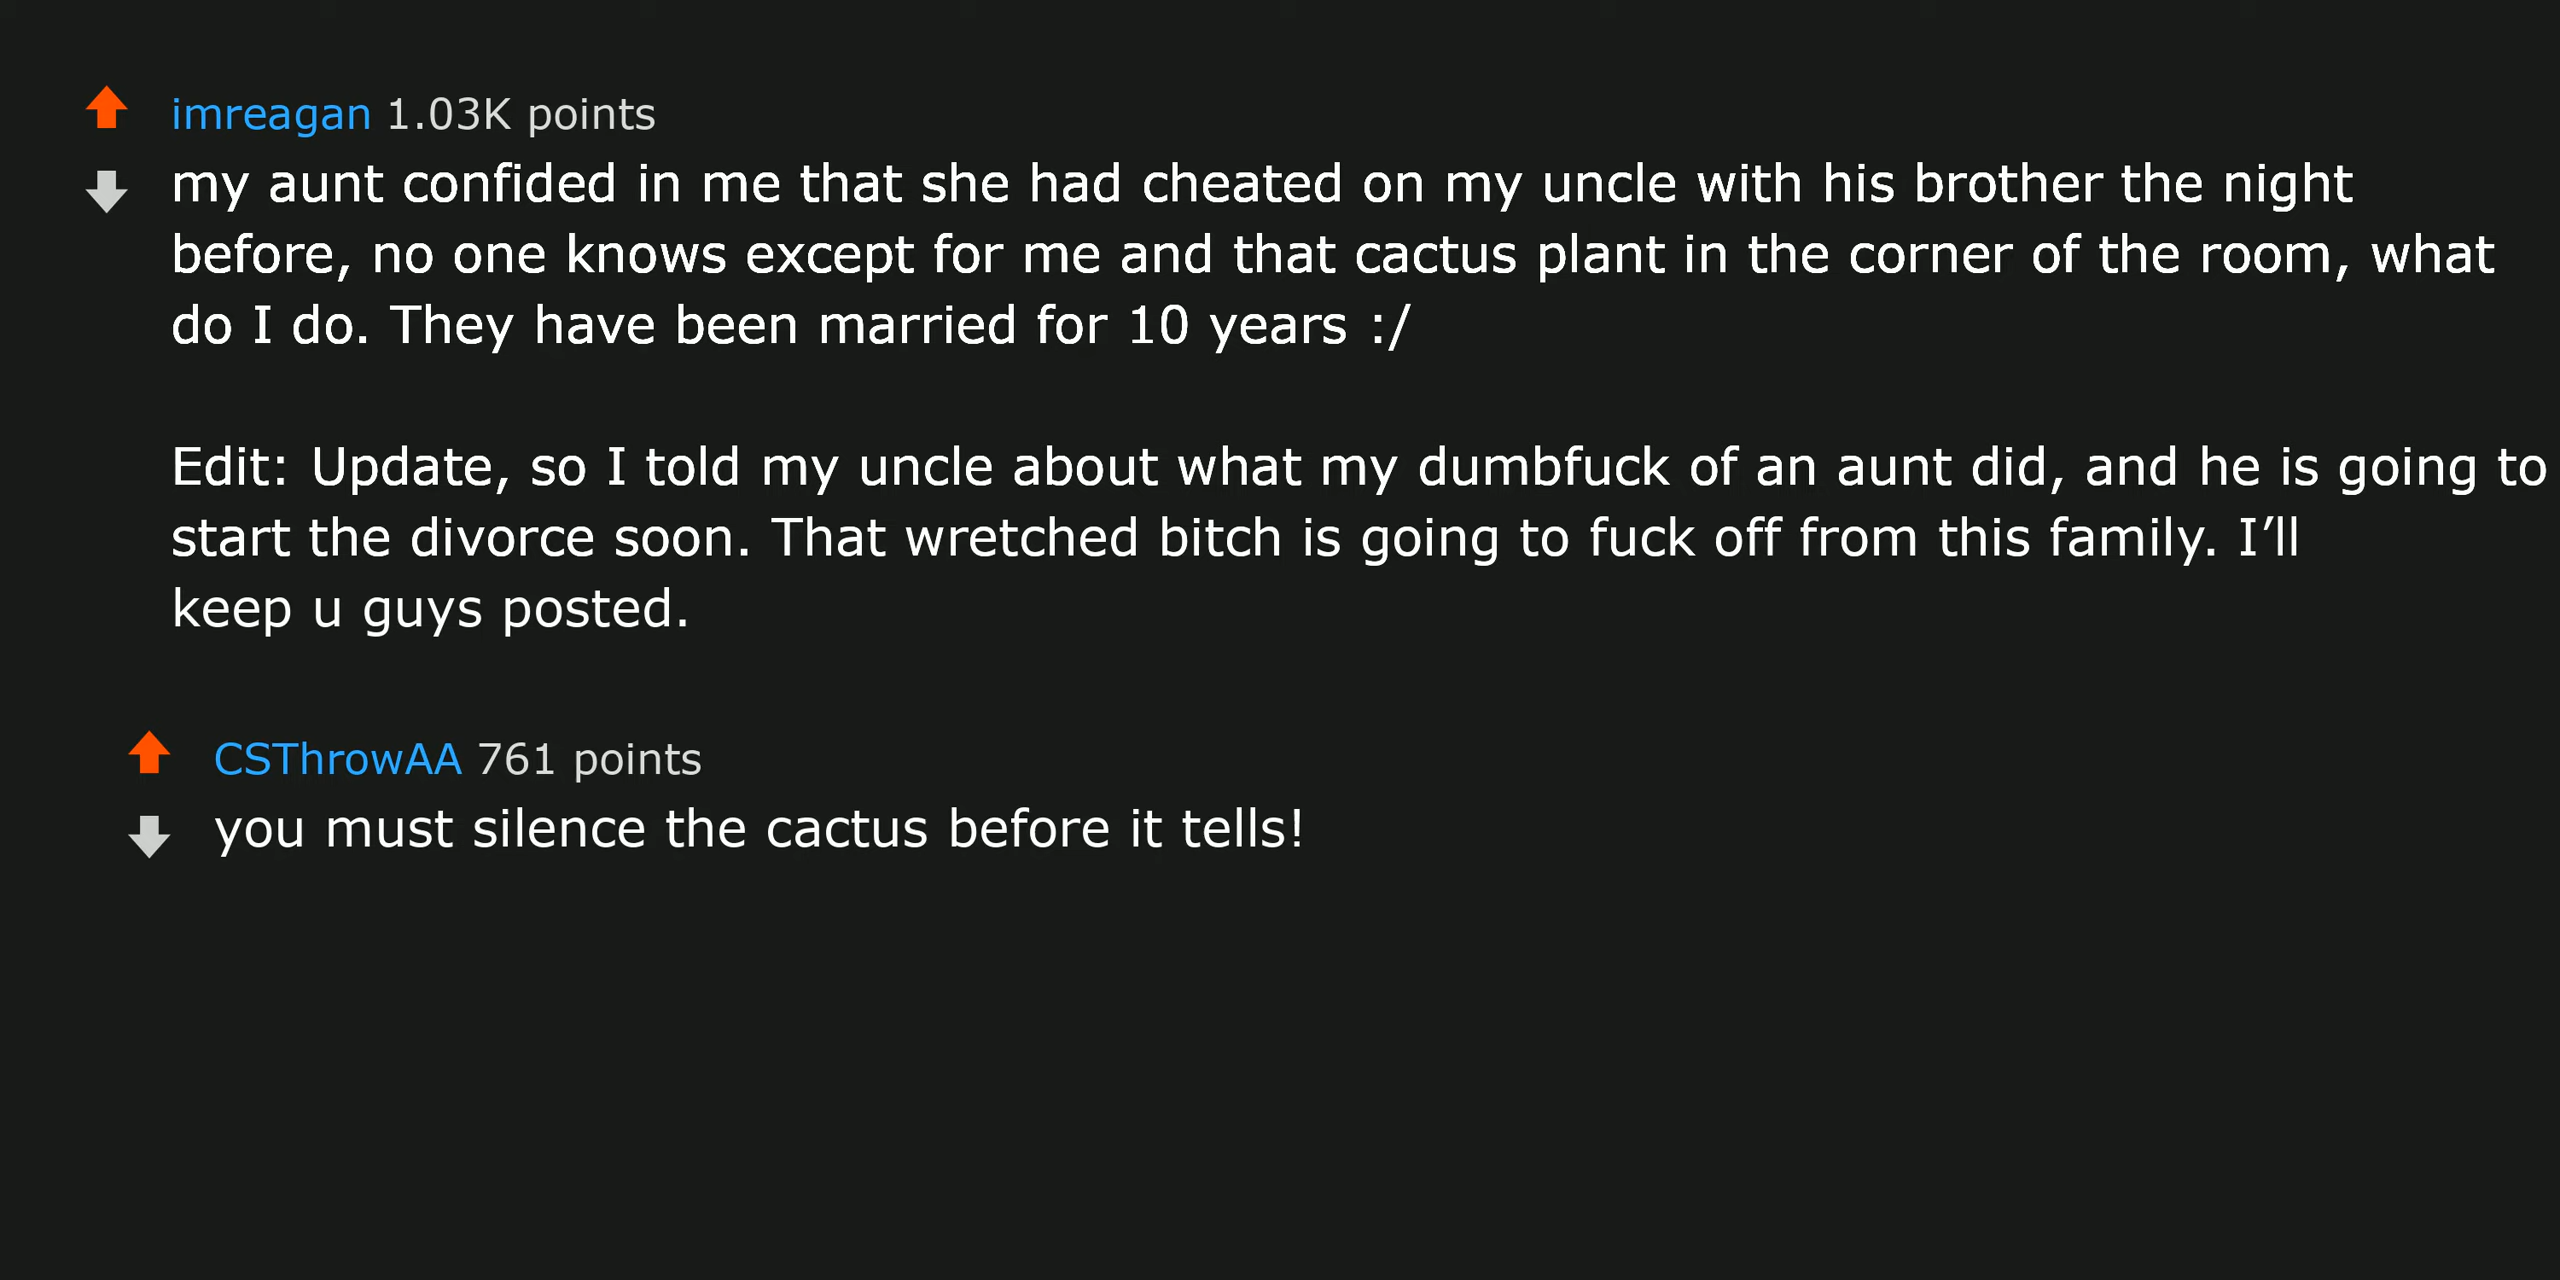 imreagan 1.03K points
my aunt confided in me that she had cheated on my uncle with his brother the night
before, no one knows except for me and that cactus plant in the corner of the room, what
do I do. They have been married for 10 years :/
Edit: Update, so I told my uncle about what my dumbfuck of an aunt did, and he is going to
start the divorce soon. That wretched bitch is going to fuck off from this family. I’ll
keep u guys posted.
CSThrowAA 761 points
you must silence the cactus before it tells!